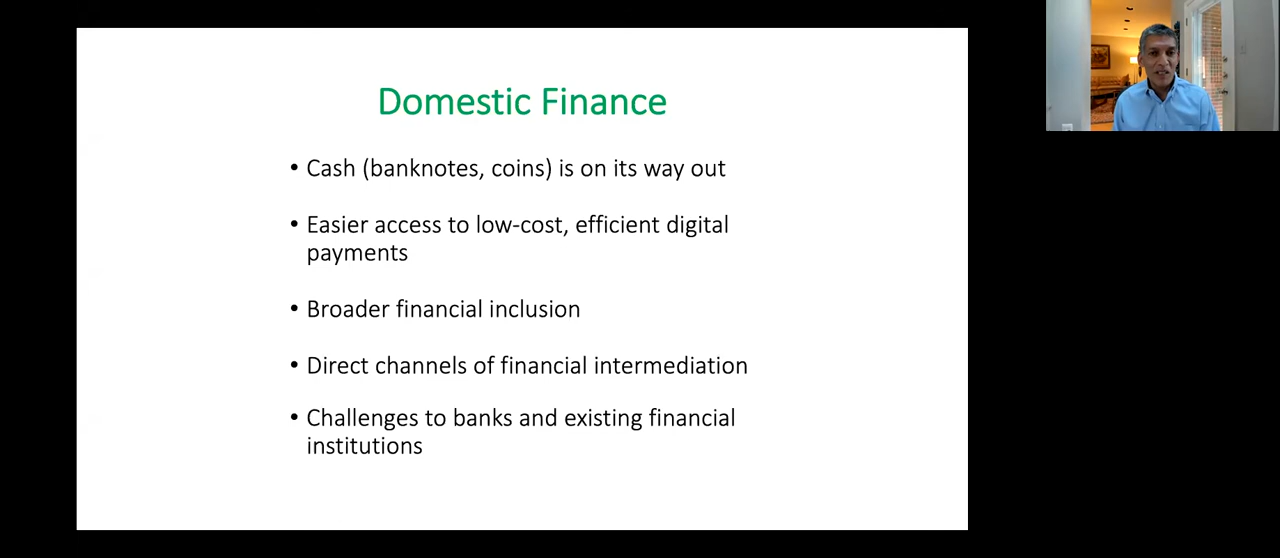 Domestic Finance
• Cash (banknotes, coins) is on its way out
• Easier access to low-cost, efficient digital
payments
• Broader financial inclusion
• Direct channels of financial intermediation
• Challenges to banks and existing financial
institutions